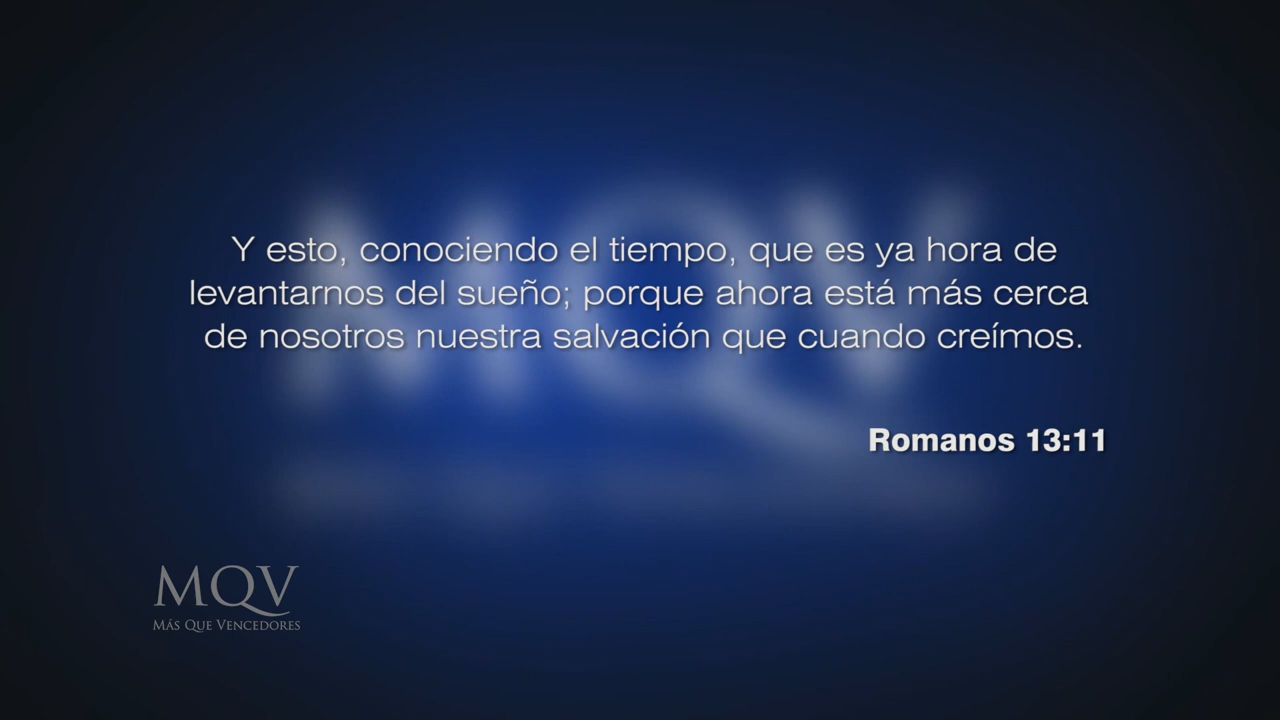 Y esto, conociendo el tiempo, que es ya hora de
levantarnos del sueño; porque ahora está más cerca
de nosotros nuestra salvación que cuando creímos.
Romanos 13:11
MQV
MÁS QUE VENCEDORES